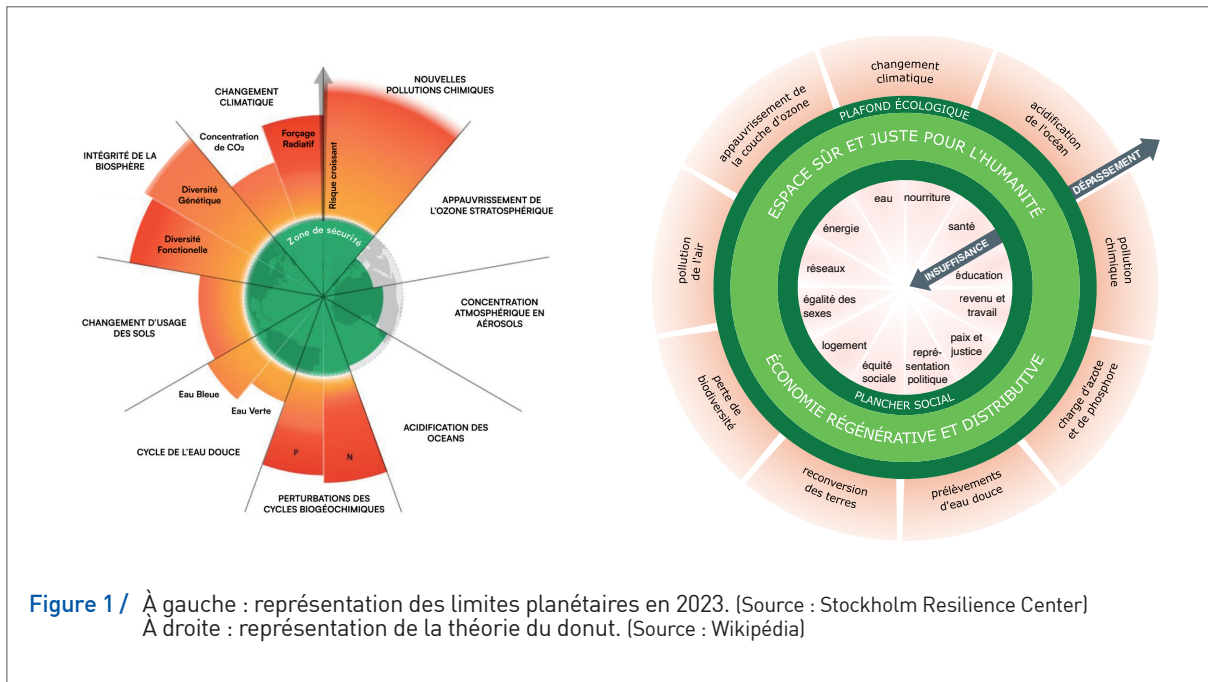 NOUVELLES
POLLUTIONS CHIMIQUES
CHANGEMENT
CLIMATIQUE
Concentration
de CO₂
Forçage
Radiatif
Risque croissant
INTÉGRITÉ DE LA
BIOSPHÈRE
Diversité
Génétique
Diversité
Fonctionelle
Zone de sécurité
APPAUVRISSEMENT DE
L'OZONE STRATOSPHÉRIQUE
CONCENTRATION
ATMOSPHÉRIQUE EN
AÉROSOLS
CHANGEMENT D'USAGE
DES SOLS
Eau Bleue
Eau Verte
CYCLE DE L'EAU DOUCE
P
N
ACIDIFICATION DES
OCEANS
PERTURBATIONS DES
CYCLES BIOGÉOCHIMIQUES
changement
climatique
appauvrissement de
la couche d'ozone
acidification
de l'océan
PLAFOND ÉCOLOGIQUE
ESPACE SÛR ET JUSTE POUR L'HUMANITÉ
DÉPASSEMENT
pollution
de l'air
pollution
chimique
eau
nourriture
énergie
santé
INSUFFISANCE
réseaux
éducation
égalité des
sexes
revenu et
travail
logement
paix et
justice
équité
sociale
repré-
sentation
politique
PLANCHER SOCIAL
ÉCONOMIE RÉGÉNÉRATIVE ET DISTRIBUTIVE
perte de
biodiversité
charge d'azote
et de phosphore
reconversion
des terres
prélèvements
d'eau douce
Figure 1 / À gauche : représentation des limites planétaires en 2023. (Source : Stockholm Resilience Center)
À droite : représentation de la théorie du donut. (Source : Wikipédia)